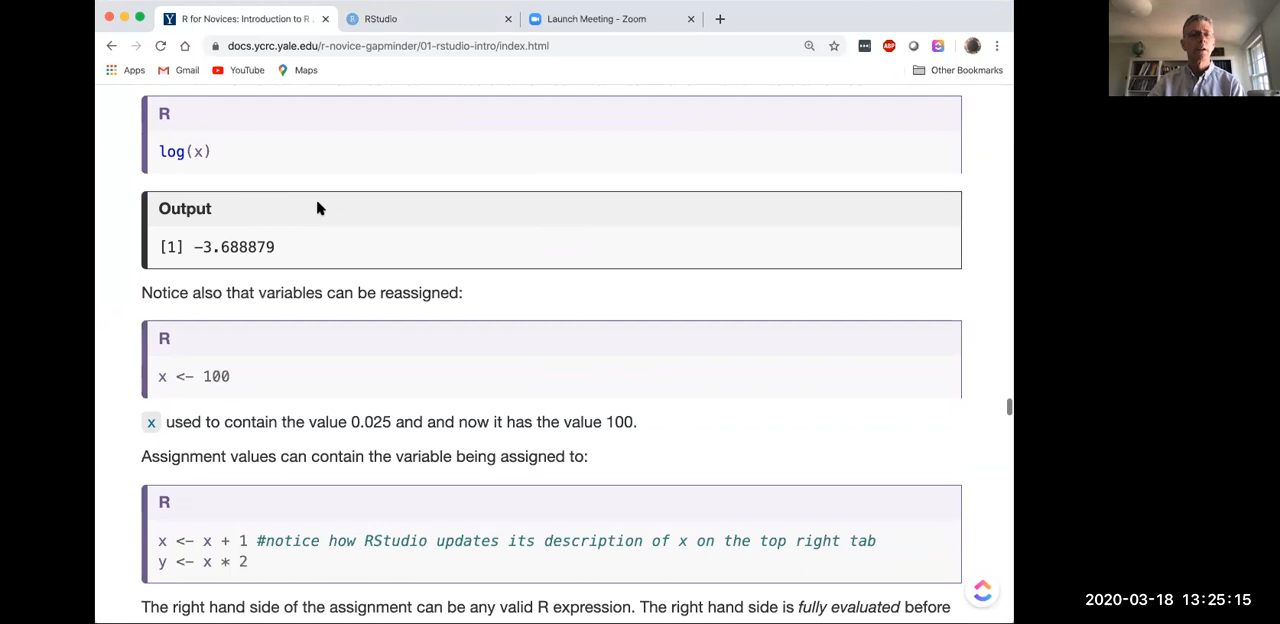 R for Novices: Introduction to R
RStudio
Launch Meeting - Zoom
docs.ycrc.yale.edu/r-novice-gapminder/01-rstudio-intro/index.html
ABP
Apps
Gmail
YouTube
Maps
Other Bookmarks
R
log(x)
Output
[1] -3.688879
Notice also that variables can be reassigned:
R
x <- 100
x used to contain the value 0.025 and and now it has the value 100.
Assignment values can contain the variable being assigned to:
R
x <- x + 1 #notice how RStudio updates its description of x on the top right tab
y <- x * 2
The right hand side of the assignment can be any valid R expression. The right hand side is fully evaluated before
2020-03-18 13:25:15